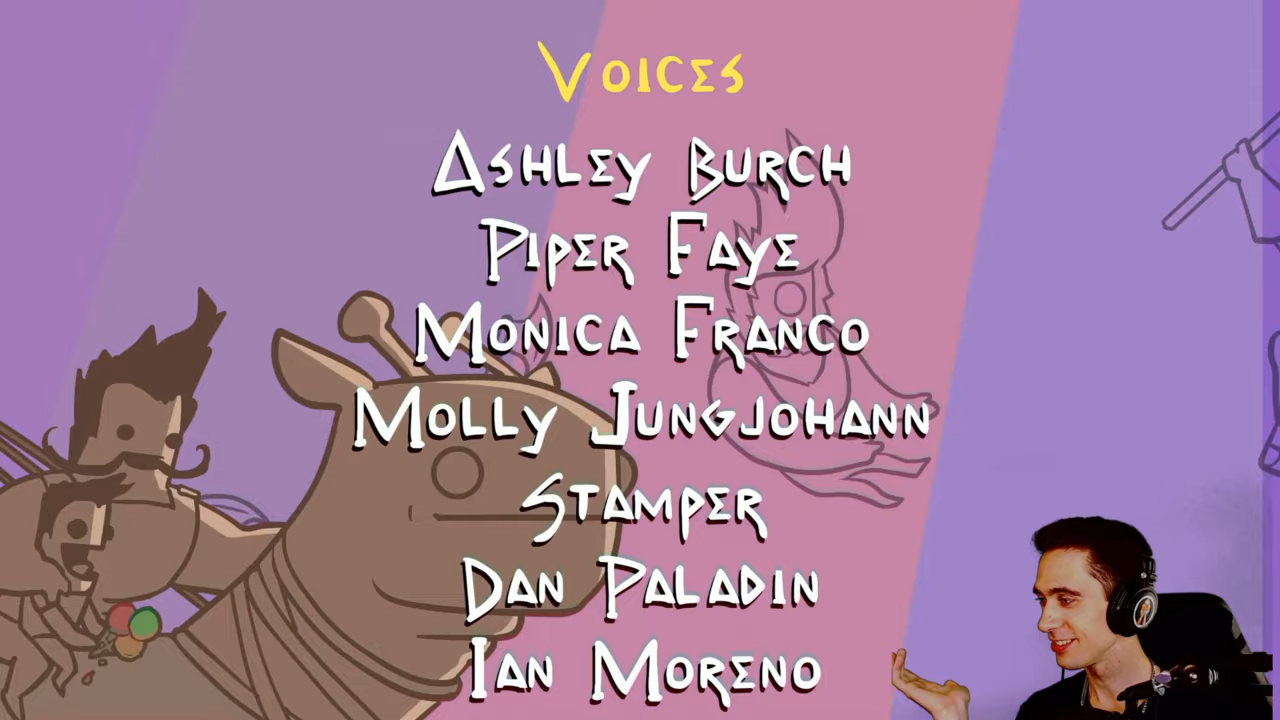 Voices
Ashley Burch
Piper Faye
Monica Franco
Molly Jungjohann
Stamper
Dan Paladin
Ian Moreno